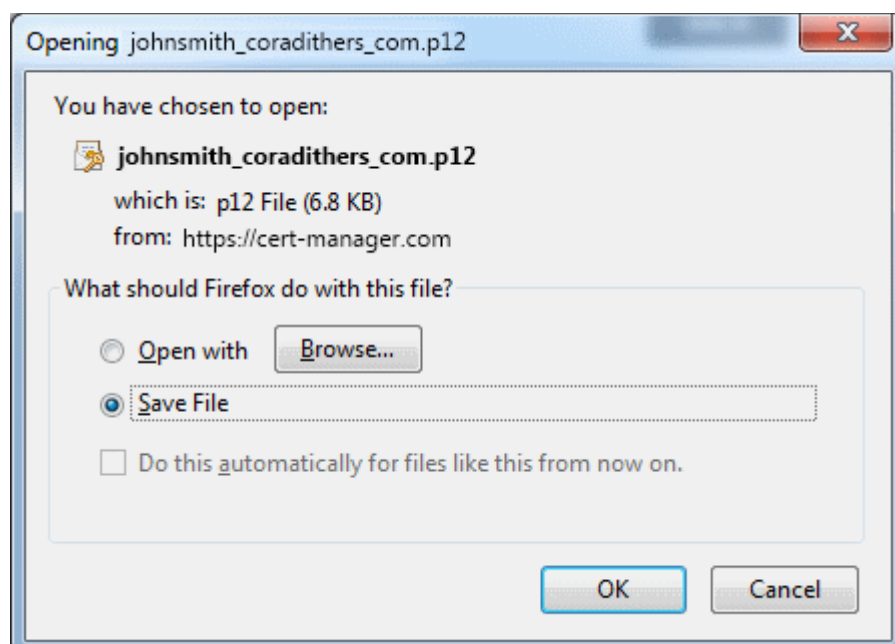 Opening johnsmith_coradithers_com.p12
You have chosen to open:
johnsmith_coradithers_com.p12
which is: p12 File (6.8 KB)
from: https://cert-manager.com
What should Firefox do with this file?
Open with Browse...
Save File
Do this automatically for files like this from now on.
OK Cancel